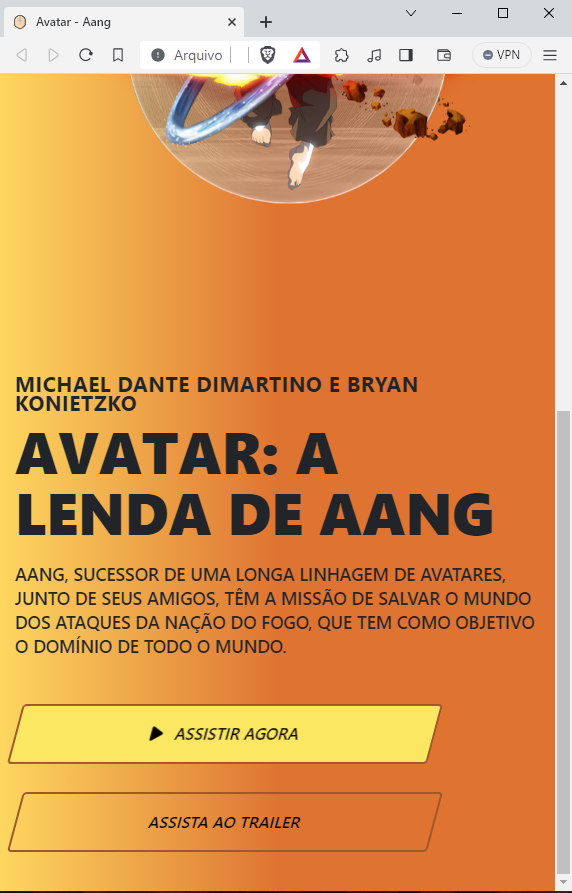 Avatar - Aang
Arquivo
VPN
MICHAEL DANTE DIMARTINO E BRYAN
KONIETZKO
AVATAR: A
LENDA DE AANG
AANG, SUCESSOR DE UMA LONGA LINHAGEM DE AVATARES,
JUNTO DE SEUS AMIGOS, TÊM A MISSÃO DE SALVAR O MUNDO
DOS ATAQUES DA NAÇÃO DO FOGO, QUE TEM COMO OBJETIVO
O DOMÍNIO DE TODO O MUNDO.
ASSISTIR AGORA
ASSISTA AO TRAILER